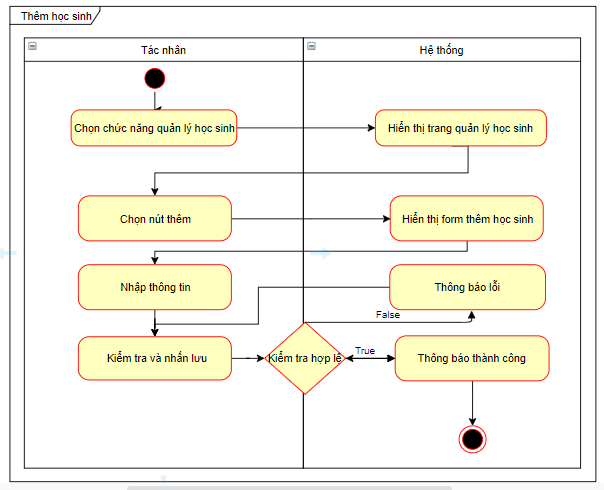 Thêm học sinh
Tác nhân
Hệ thống
Chọn chức năng quản lý học sinh
Hiển thị trang quản lý học sinh
Chọn nút thêm
Hiển thị form thêm học sinh
Nhập thông tin
Thông báo lỗi
False
Kiểm tra và nhấn lưu
Kiểm tra hợp lệ
True
Thông báo thành công